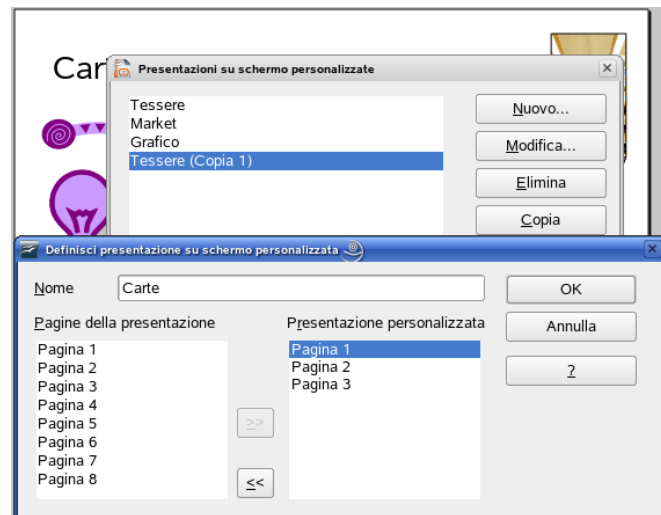 Car
Presentazioni su schermo personalizzate
Tessere
Market
Grafico
Tessere (Copia 1)
Nuovo...
Modifica...
Elimina
Copia
Definisci presentazione su schermo personalizzata
Nome
Carte
OK
Pagine della presentazione
Presentazione personalizzata
Annulla
Pagina 1
Pagina 2
Pagina 3
Pagina 4
Pagina 5
Pagina 6
Pagina 7
Pagina 8
>>
<<
Pagina 1
Pagina 2
Pagina 3
?